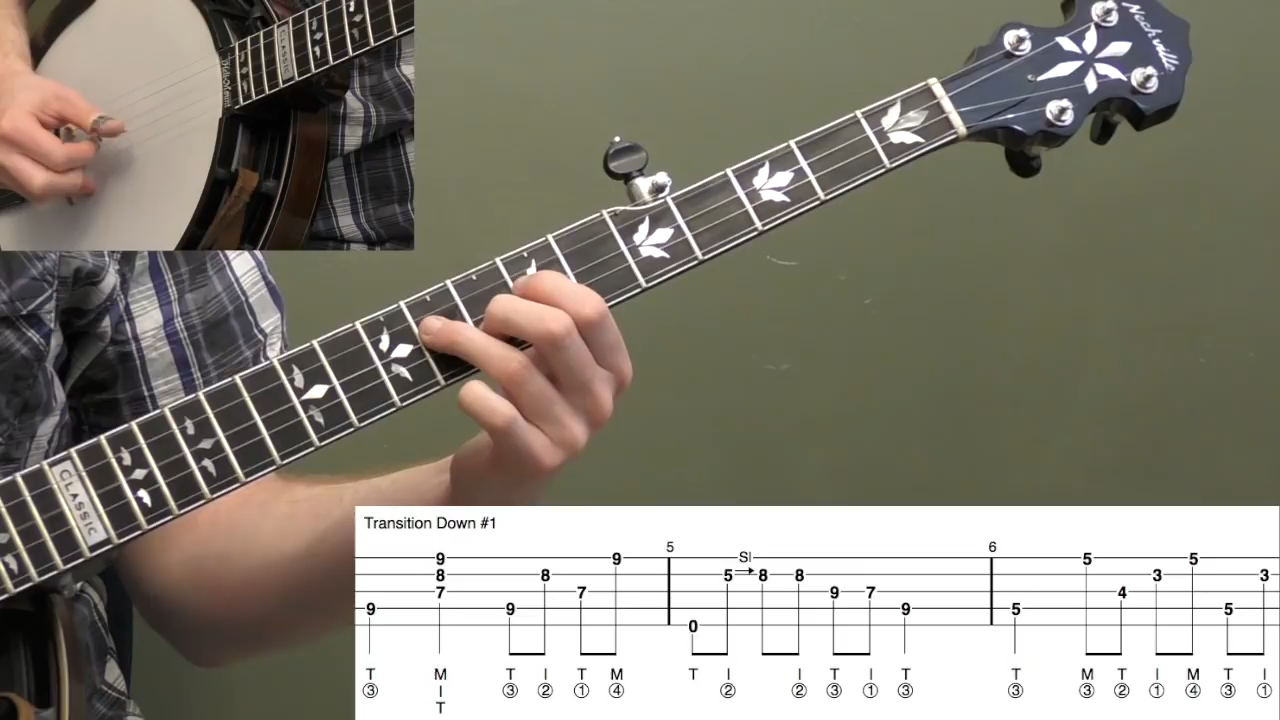 Nechville
CLASSIC
CLASSIC
Transition Down #1
5 6
9 9 5 5
Sl
8 8 5 8 8 3 3
7 7 9 7 4
9 9 9 5 5
0
T M T I T M T I I T I T T M T I M T I
③ I ③ ② ① ④ ② ② ③ ① ③ ③ ③ ② ① ④ ③ ①
T